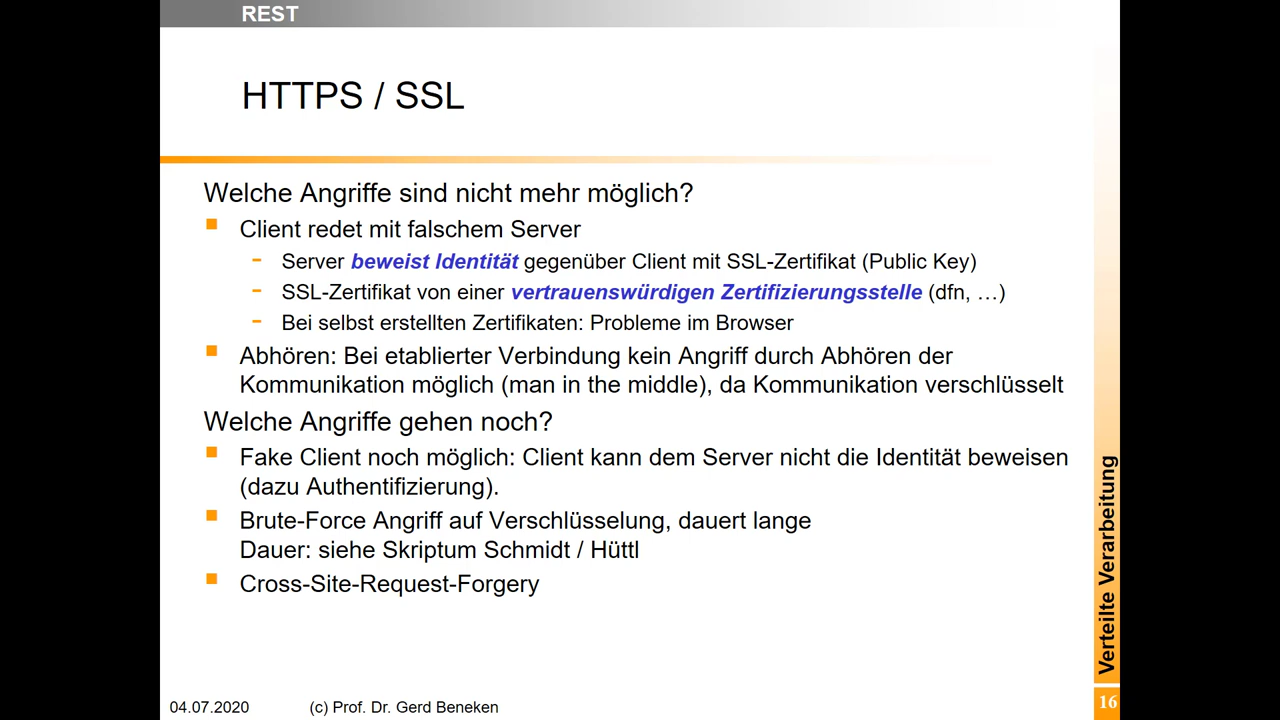 REST
HTTPS / SSL
Welche Angriffe sind nicht mehr möglich?
Client redet mit falschem Server
Server beweist Identität gegenüber Client mit SSL-Zertifikat (Public Key)
SSL-Zertifikat von einer vertrauenswürdigen Zertifizierungsstelle (dfn, …)
Bei selbst erstellten Zertifikaten: Probleme im Browser
Abhören: Bei etablierter Verbindung kein Angriff durch Abhören der
Kommunikation möglich (man in the middle), da Kommunikation verschlüsselt
Welche Angriffe gehen noch?
Fake Client noch möglich: Client kann dem Server nicht die Identität beweisen
(dazu Authentifizierung).
Brute-Force Angriff auf Verschlüsselung, dauert lange
Dauer: siehe Skriptum Schmidt / Hüttl
Cross-Site-Request-Forgery
Verteilte Verarbeitung
04.07.2020 (c) Prof. Dr. Gerd Beneken 16